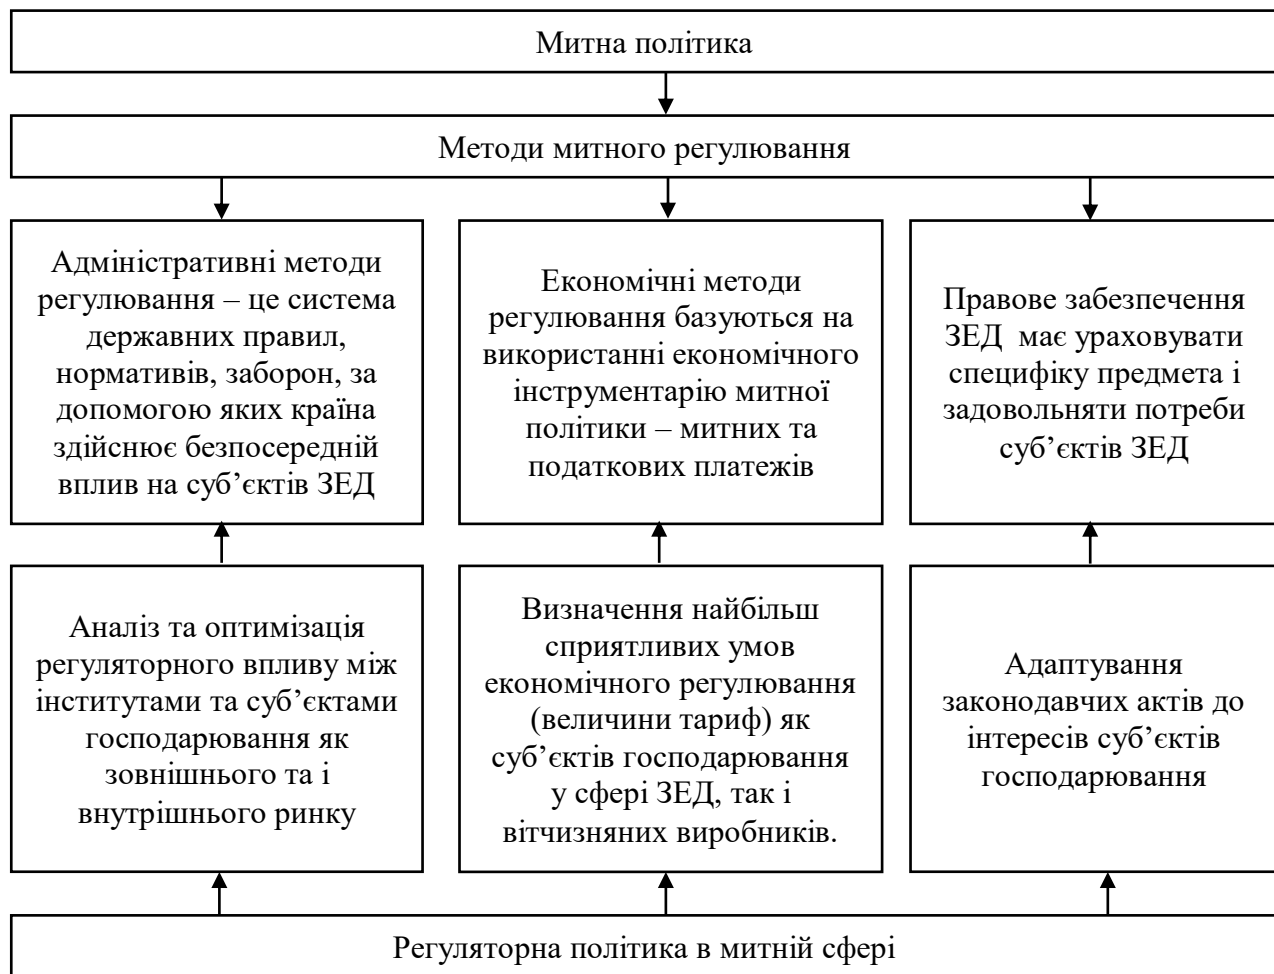 Митна політика
Методи митного регулювання
Адміністративні методи
регулювання – це система
державних правил,
нормативів, заборон, за
допомогою яких країна
здійснює безпосередній
вплив на суб’єктів ЗЕД
Економічні методи
регулювання базуються на
використанні економічного
інструментарію митної
політики – митних та
податкових платежів
Правове забезпечення
ЗЕД має ураховувати
специфіку предмета і
задовольняти потреби
суб’єктів ЗЕД
Аналіз та оптимізація
регуляторного впливу між
інститутами та суб’єктами
господарювання як
зовнішнього та і
внутрішнього ринку
Визначення найбільш
сприятливих умов
економічного регулювання
(величини тариф) як
суб’єктів господарювання
у сфері ЗЕД, так і
вітчизняних виробників.
Адаптування
законодавчих актів до
інтересів суб’єктів
господарювання
Регуляторна політика в митній сфері